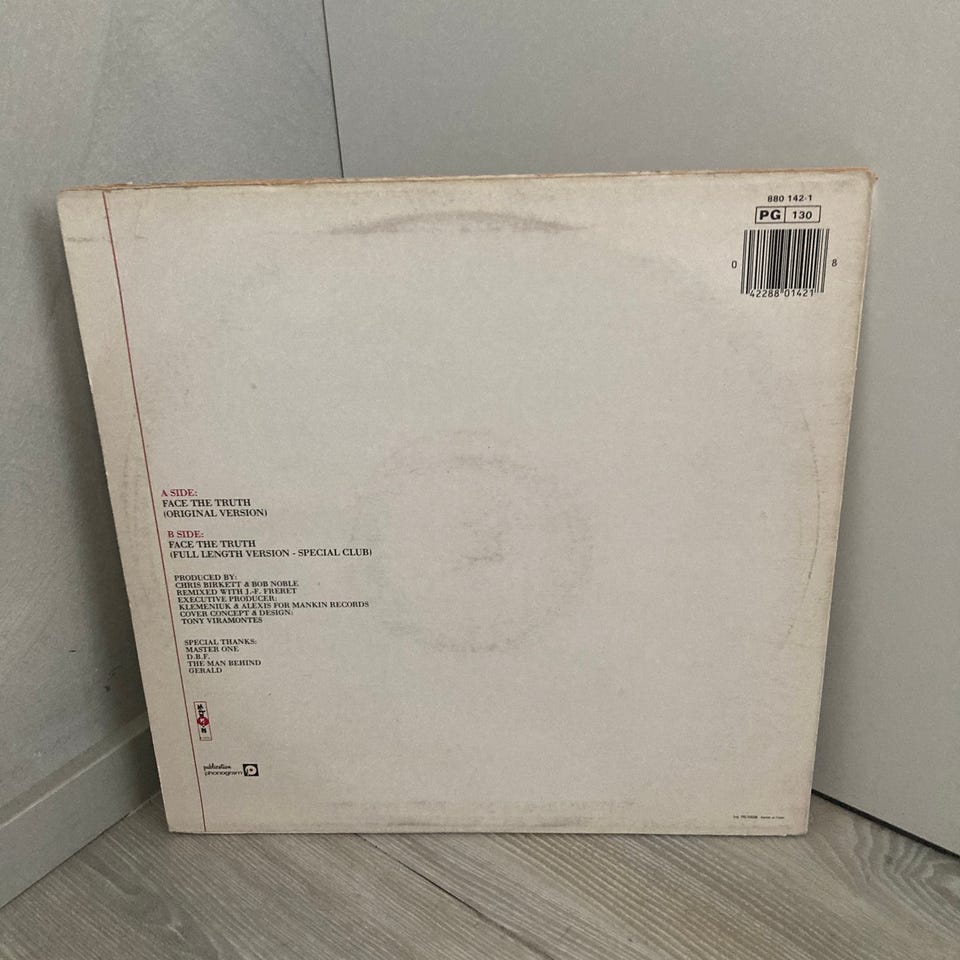 880 142-1
PG 130
0 42288 01421 8
A SIDE:
FACE THE TRUTH
(ORIGINAL VERSION)
B SIDE:
FACE THE TRUTH
(FULL LENGTH VERSION - SPECIAL CLUB)
PRODUCED BY:
CHRIS BIRKETT & BOB NOBLE
REMIXED WITH J.-F. FRERET
EXECUTIVE PRODUCER:
KLEMENIUK & ALEXIS FOR MANKIN RECORDS
COVER CONCEPT & DESIGN:
TONY VIRAMONTES
SPECIAL THANKS:
MASTER ONE
D.B.F.
THE MAN BEHIND
GERALD
publication
phonogram